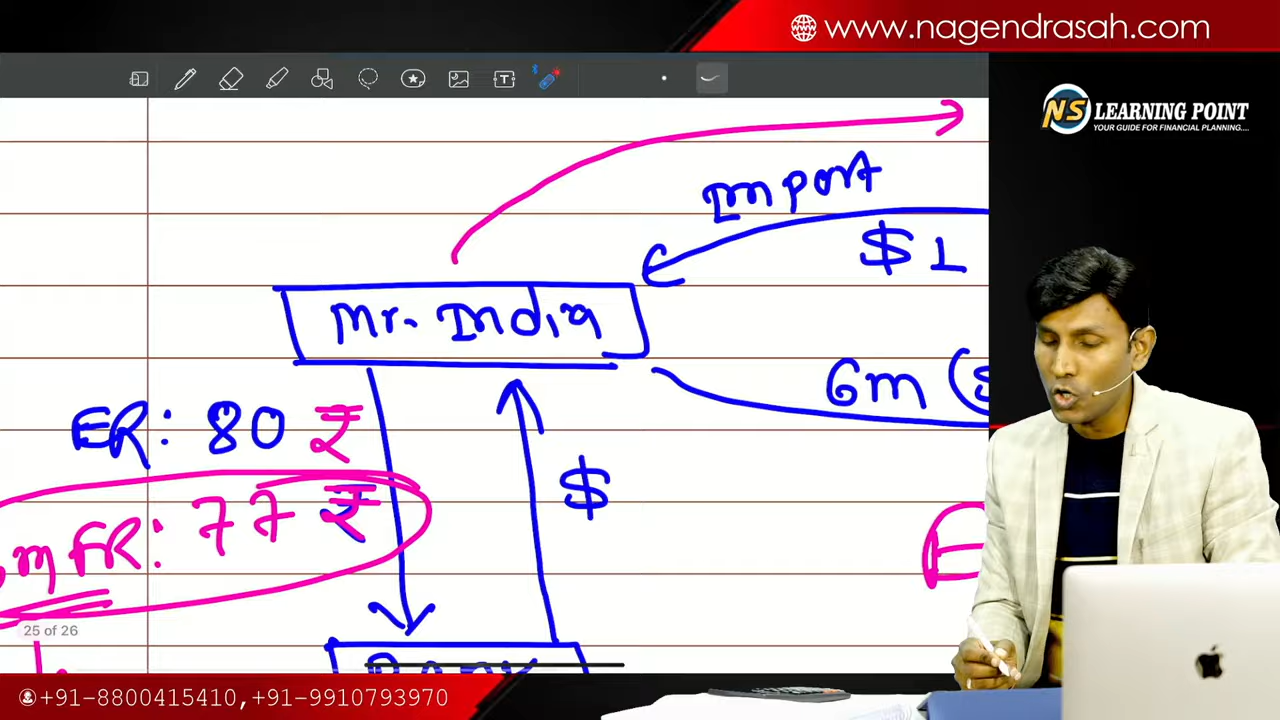 www.nagendrasah.com
NS LEARNING POINT
YOUR GUIDE FOR FINANCIAL PLANNING....
Import
$ 1
Mr. India
6m (
ER: 80 ₹
$
m FR: 77 ₹
25 of 26
Bank
+91-8800415410,+91-9910793970